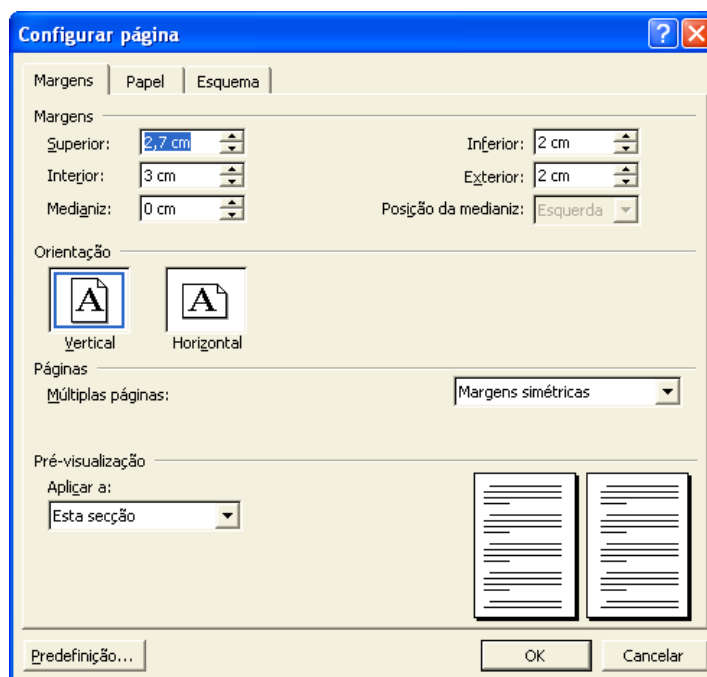 Configurar página
Margens Papel Esquema
Margens
Superior: 2,7 cm Inferior: 2 cm
Interior: 3 cm Exterior: 2 cm
Medianiz: 0 cm Posição da medianiz: Esquerda
Orientação
A A
Vertical Horizontal
Páginas
Múltiplas páginas: Margens simétricas
Pré-visualização
Aplicar a:
Esta secção
Predefinição... OK Cancelar